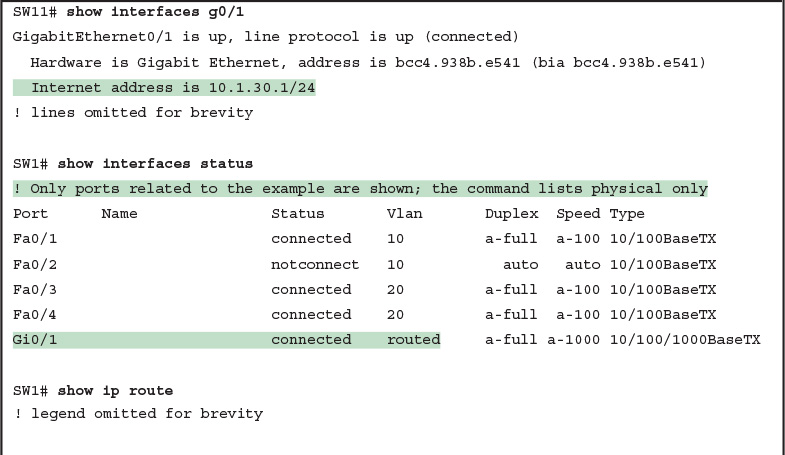 SW11# show interfaces g0/1
GigabitEthernet0/1 is up, line protocol is up (connected)
Hardware is Gigabit Ethernet, address is bcc4.938b.e541 (bia bcc4.938b.e541)
Internet address is 10.1.30.1/24
! lines omitted for brevity
SW1# show interfaces status
! Only ports related to the example are shown; the command lists physical only
Port Name Status Vlan Duplex Speed Type
Fa0/1 connected 10 a-full a-100 10/100BaseTX
Fa0/2 notconnect 10 auto auto 10/100BaseTX
Fa0/3 connected 20 a-full a-100 10/100BaseTX
Fa0/4 connected 20 a-full a-100 10/100BaseTX
Gi0/1 connected routed a-full a-1000 10/100/1000BaseTX
SW1# show ip route
! legend omitted for brevity